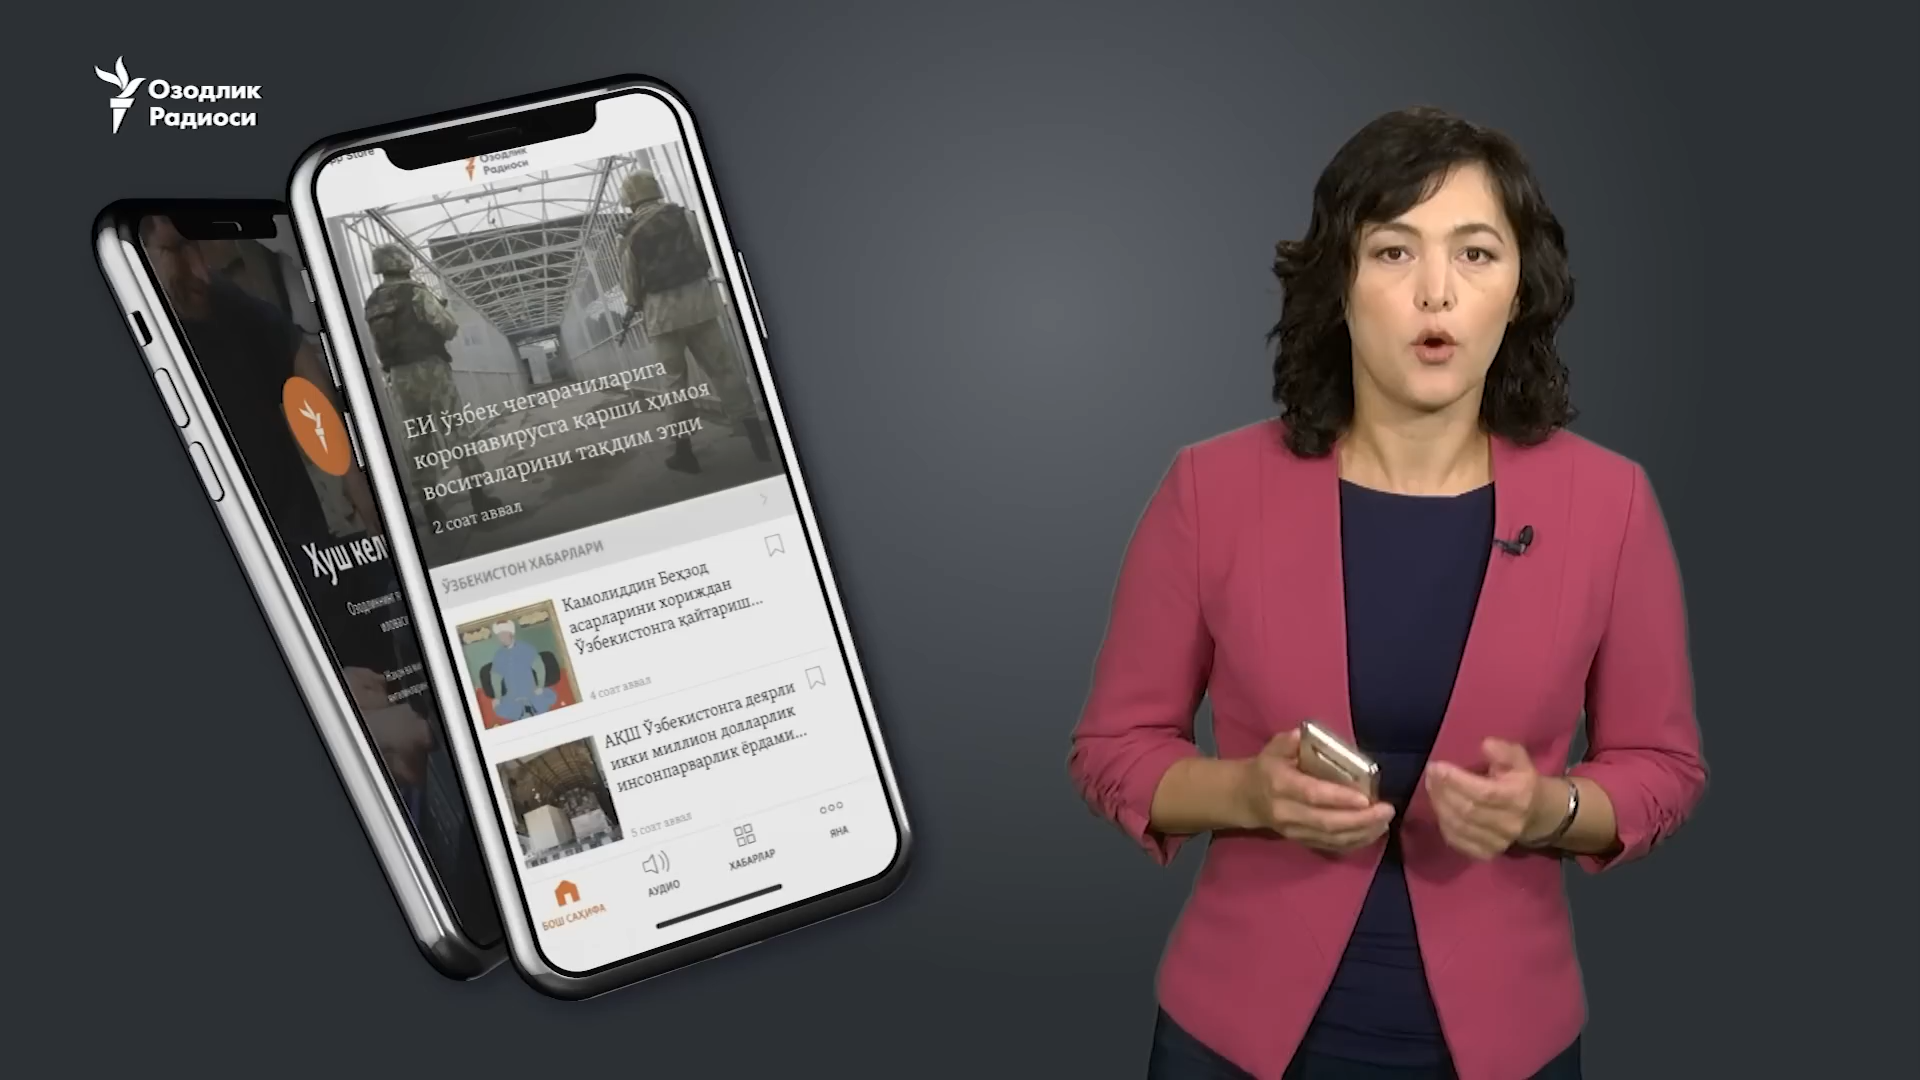 Озодлик
Радиоси
pp Store
Озодлик
Радиоси
ЕИ ўзбек чегарачиларига
коронавирусга қарши ҳимоя
воситаларини тақдим этди
2 соат аввал
ЎЗБЕКИСТОН ХАБАРЛАРИ
Камолиддин Беҳзод
асарларини хориждан
Ўзбекистонга қайтариш...
4 соат аввал
АҚШ Ўзбекистонга деярли
икки миллион долларлик
инсонпарварлик ёрдами...
5 соат аввал
БОШ САҲИФА
АУДИО
ХАБАРЛАР
ЯНА
Хуш кел